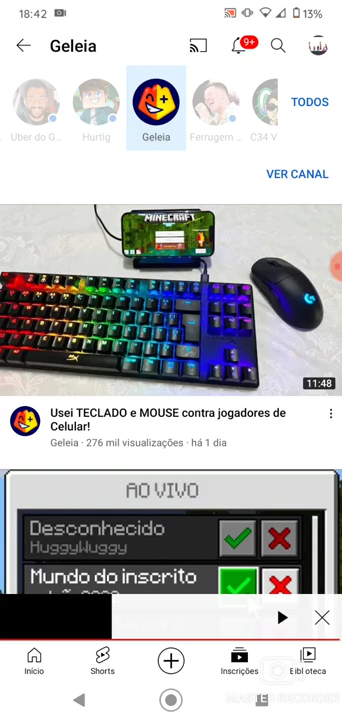 18:42
13%
Geleia
9+
Uber do G...
Hurtig
Geleia
Ferrugem ...
C34 V
TODOS
VER CANAL
MINECRAFT
11:48
Usei TECLADO e MOUSE contra jogadores de
Celular!
Geleia · 276 mil visualizações · há 1 dia
AO VIVO
Desconhecido
HuggyWuggy
Mundo do inscrito
Início
Shorts
Inscrições
Biblioteca